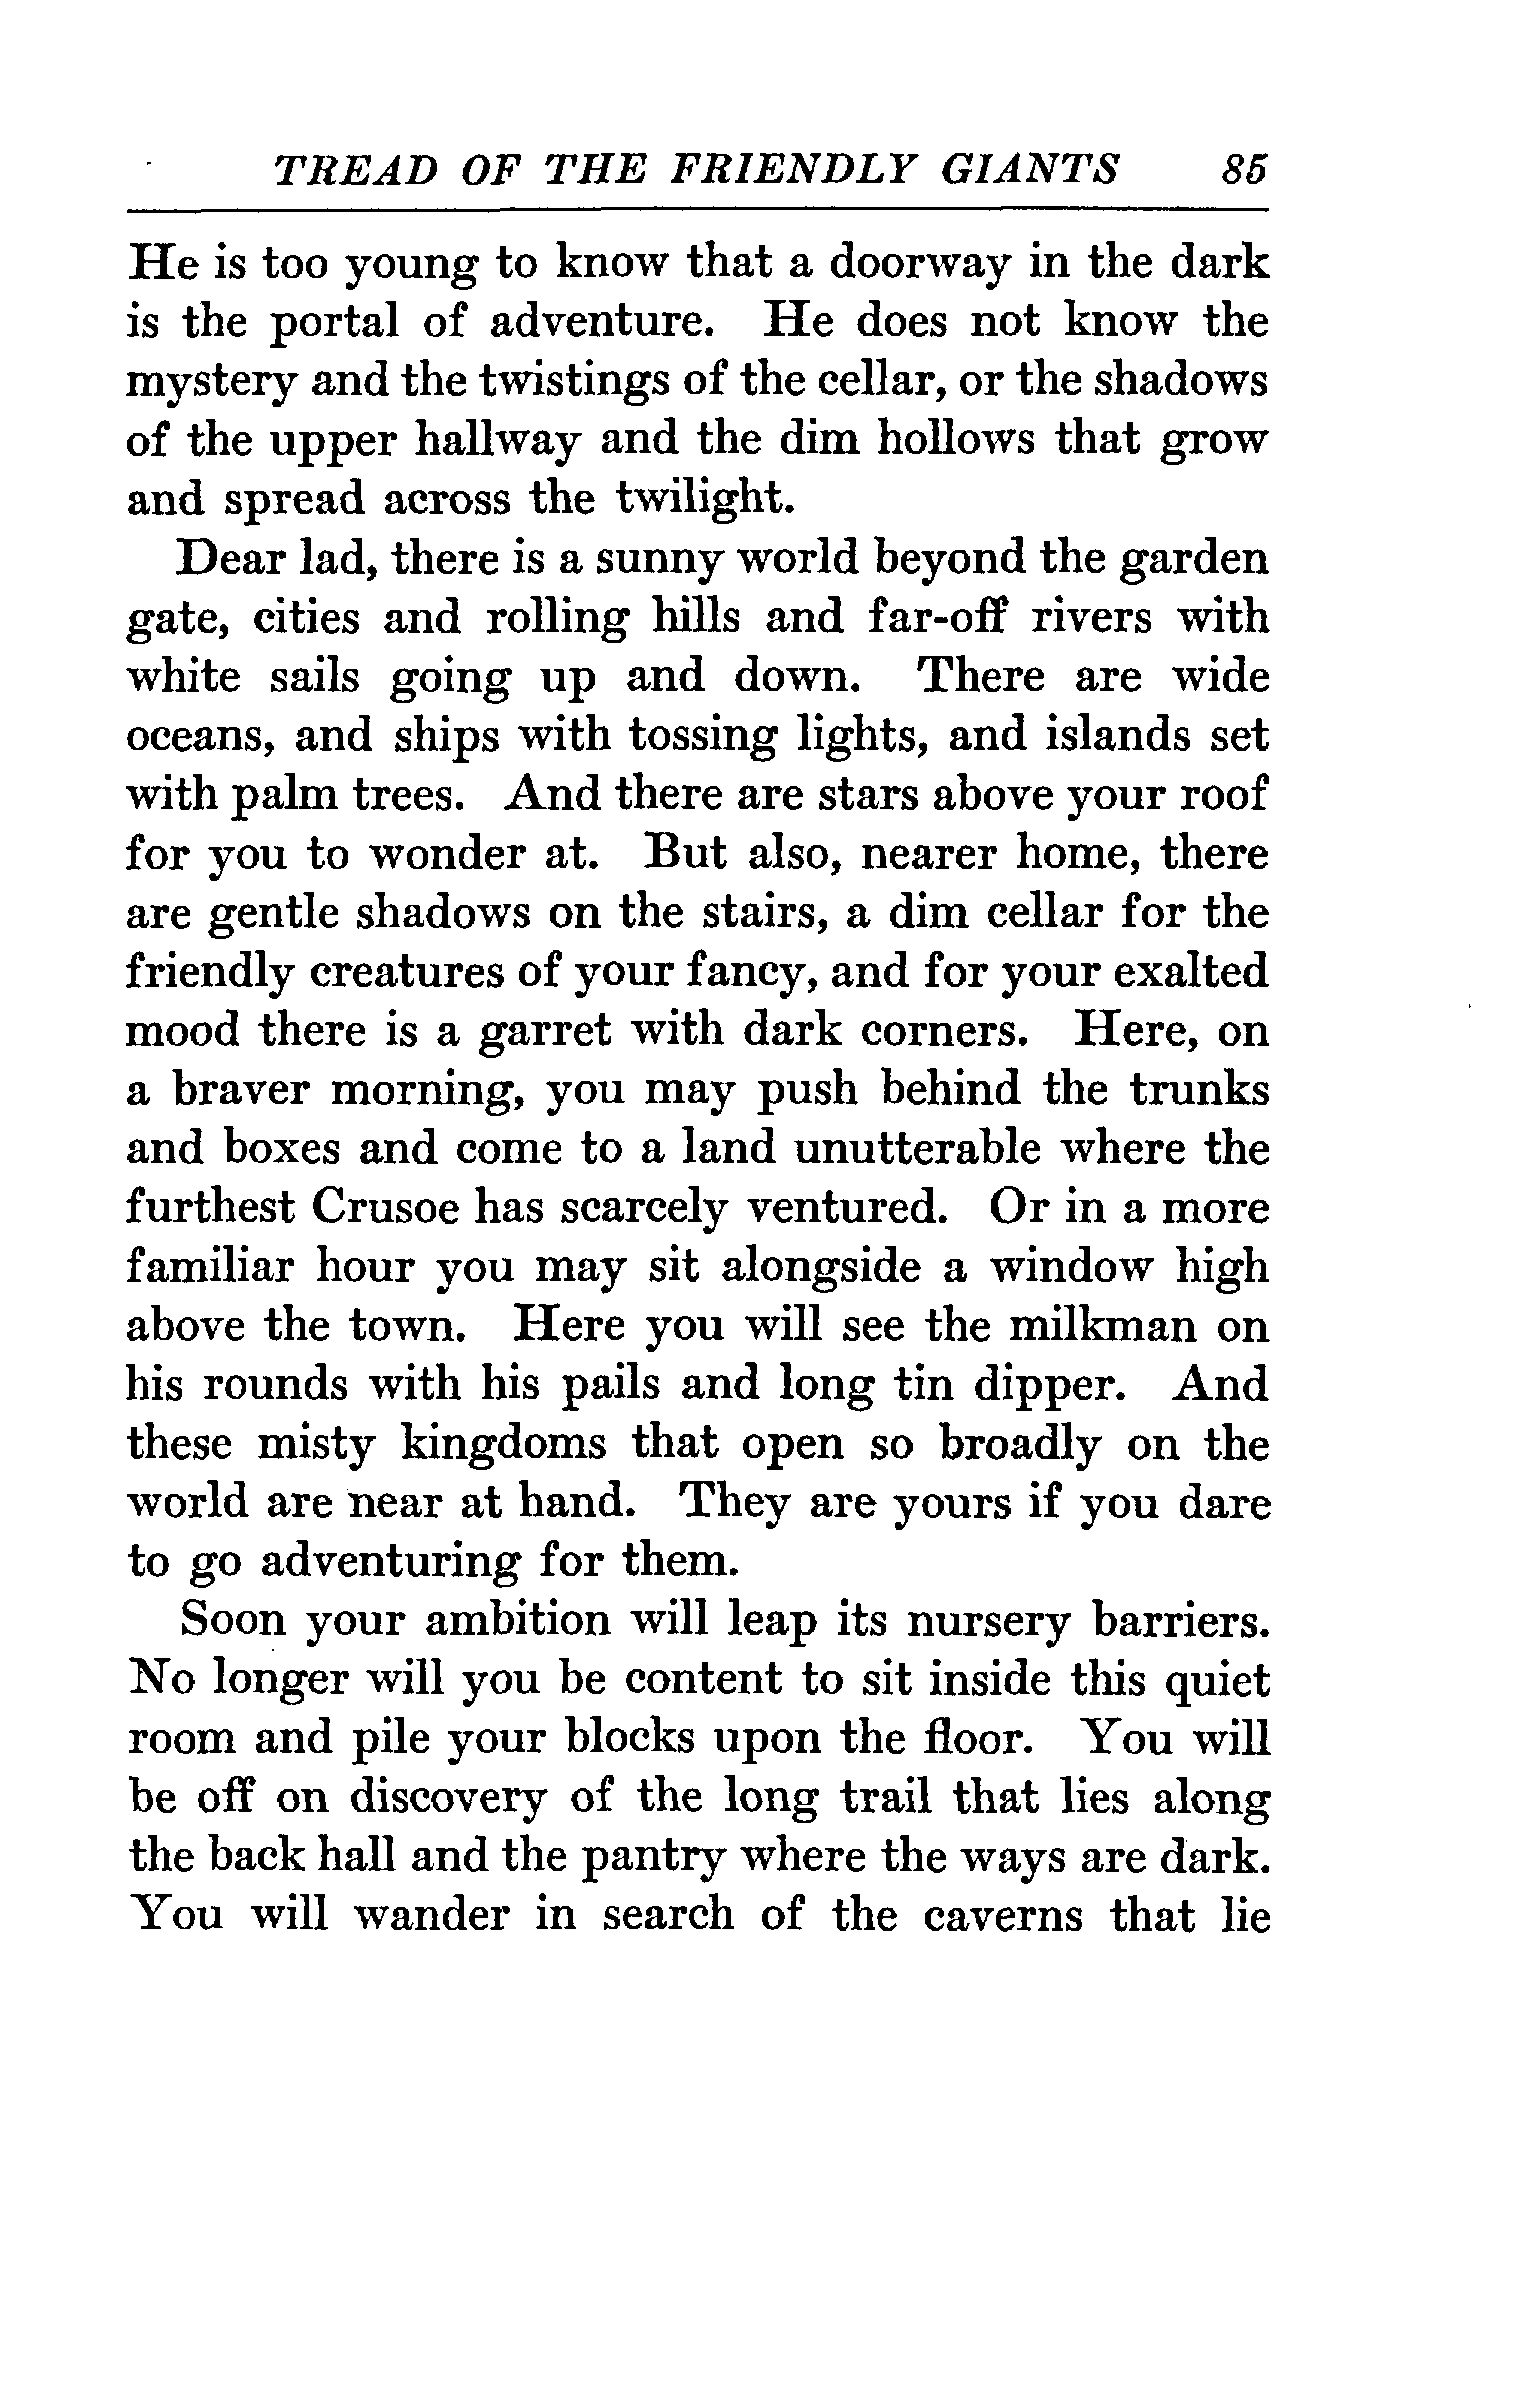 TREAD OF THE FRIENDLY GIANTS 85
He is too young to know that a doorway in the dark
is the portal of adventure. He does not know the
mystery and the twistings of the cellar, or the shadows
of the upper hallway and the dim hollows that grow
and spread across the twilight.
Dear lad, there is a sunny world beyond the garden
gate, cities and rolling hills and far-off rivers with
white sails going up and down. There are wide
oceans, and ships with tossing lights, and islands set
with palm trees. And there are stars above your roof
for you to wonder at. But also, nearer home, there
are gentle shadows on the stairs, a dim cellar for the
friendly creatures of your fancy, and for your exalted
mood there is a garret with dark corners. Here, on
a braver morning, you may push behind the trunks
and boxes and come to a land unutterable where the
furthest Crusoe has scarcely ventured. Or in a more
familiar hour you may sit alongside a window high
above the town. Here you will see the milkman on
his rounds with his pails and long tin dipper. And
these misty kingdoms that open so broadly on the
world are near at hand. They are yours if you dare
to go adventuring for them.
Soon your ambition will leap its nursery barriers.
No longer will you be content to sit inside this quiet
room and pile your blocks upon the floor. You will
be off on discovery of the long trail that lies along
the back hall and the pantry where the ways are dark.
You will wander in search of the caverns that lie